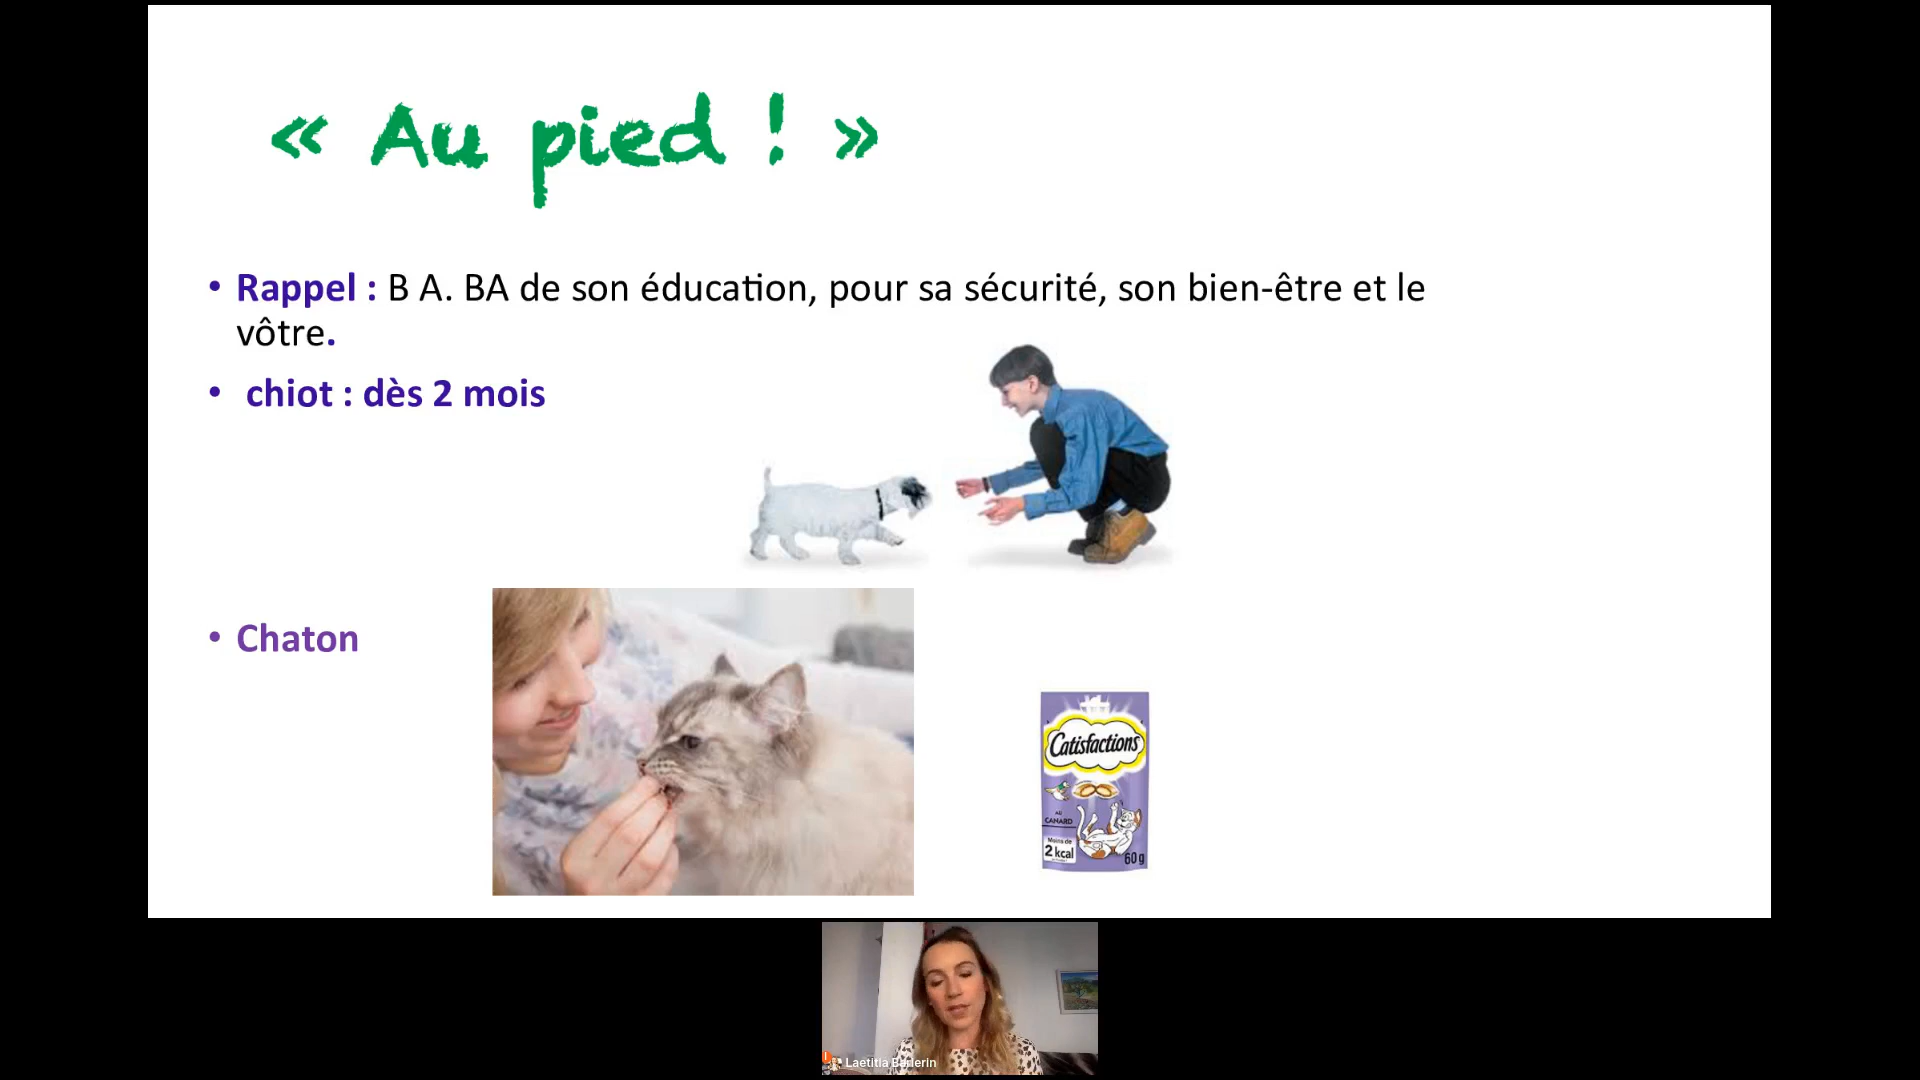 « Au pied ! »
• Rappel : B A. BA de son éducation, pour sa sécurité, son bien-être et le
vôtre.
• chiot : dès 2 mois
• Chaton
Catisfactions
AU
CANARD
Moins de
2 kcal
60 g
Laetitia Barlerin